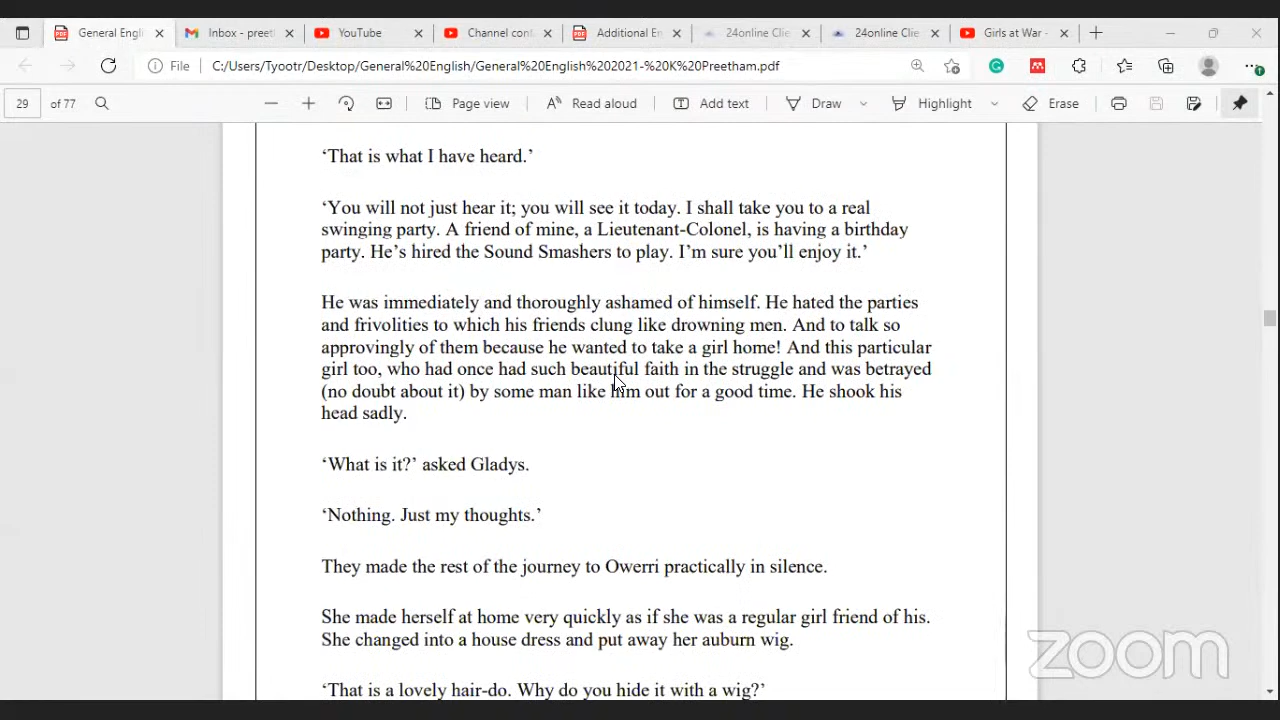 General Engli
Inbox - preet
YouTube
Channel con
Additional En
24online Clie
24online Clie
Girls at War -
File
C:/Users/Tyootr/Desktop/General%20English/General%20English%202021-%20K%20Preetham.pdf
29 of 77
Page view
Read aloud
Add text
Draw
Highlight
Erase
‘That is what I have heard.’
‘You will not just hear it; you will see it today. I shall take you to a real
swinging party. A friend of mine, a Lieutenant-Colonel, is having a birthday
party. He’s hired the Sound Smashers to play. I’m sure you’ll enjoy it.’
He was immediately and thoroughly ashamed of himself. He hated the parties
and frivolities to which his friends clung like drowning men. And to talk so
approvingly of them because he wanted to take a girl home! And this particular
girl too, who had once had such beautiful faith in the struggle and was betrayed
(no doubt about it) by some man like him out for a good time. He shook his
head sadly.
‘What is it?’ asked Gladys.
‘Nothing. Just my thoughts.’
They made the rest of the journey to Owerri practically in silence.
She made herself at home very quickly as if she was a regular girl friend of his.
She changed into a house dress and put away her auburn wig.
‘That is a lovely hair-do. Why do you hide it with a wig?’
zoom